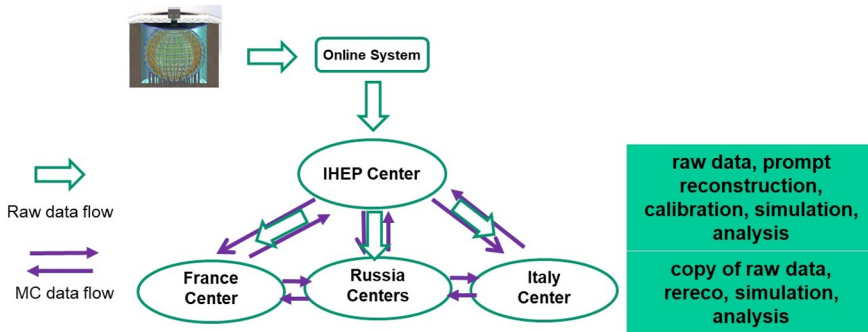 Online System
IHEP Center
Raw data flow
MC data flow
France
Center
Russia
Centers
Italy
Center
raw data, prompt
reconstruction,
calibration, simulation,
analysis
copy of raw data,
rereco, simulation,
analysis